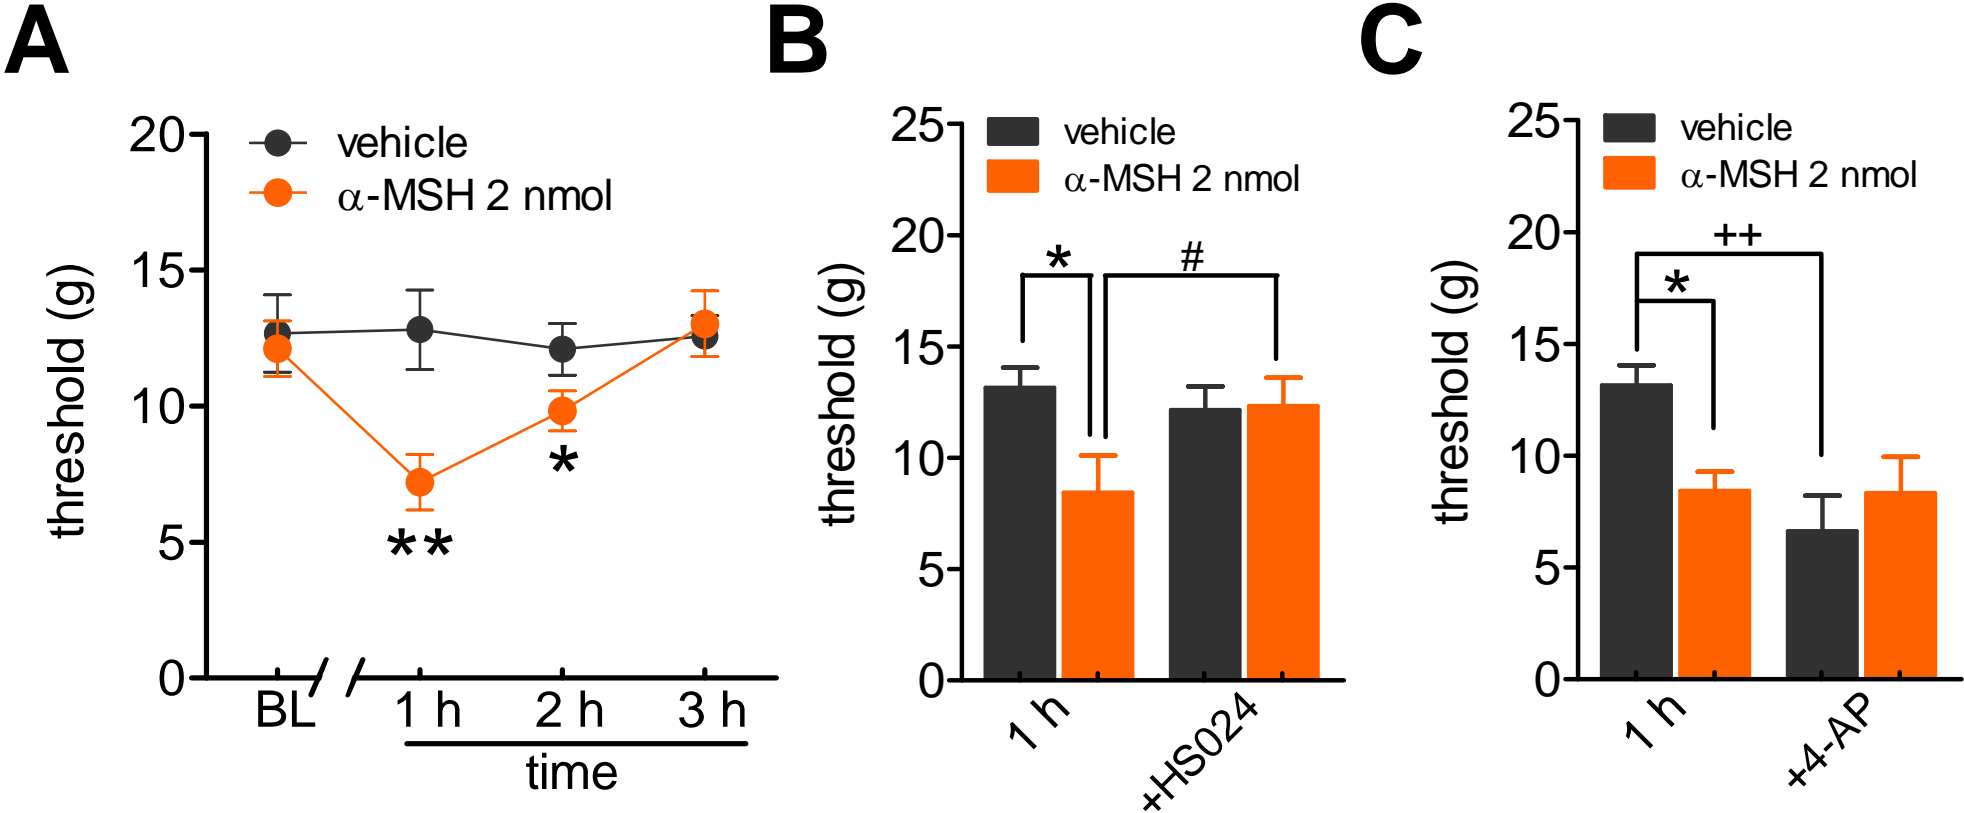 A
threshold (g)
20
15
10
5
0
vehicle
α-MSH 2 nmol
**
*
BL
1 h
2 h
3 h
time
B
threshold (g)
25
20
15
10
5
0
vehicle
α-MSH 2 nmol
*
#
1 h
+HS024
C
threshold (g)
25
20
15
10
5
0
vehicle
α-MSH 2 nmol
++
*
1 h
+4-AP